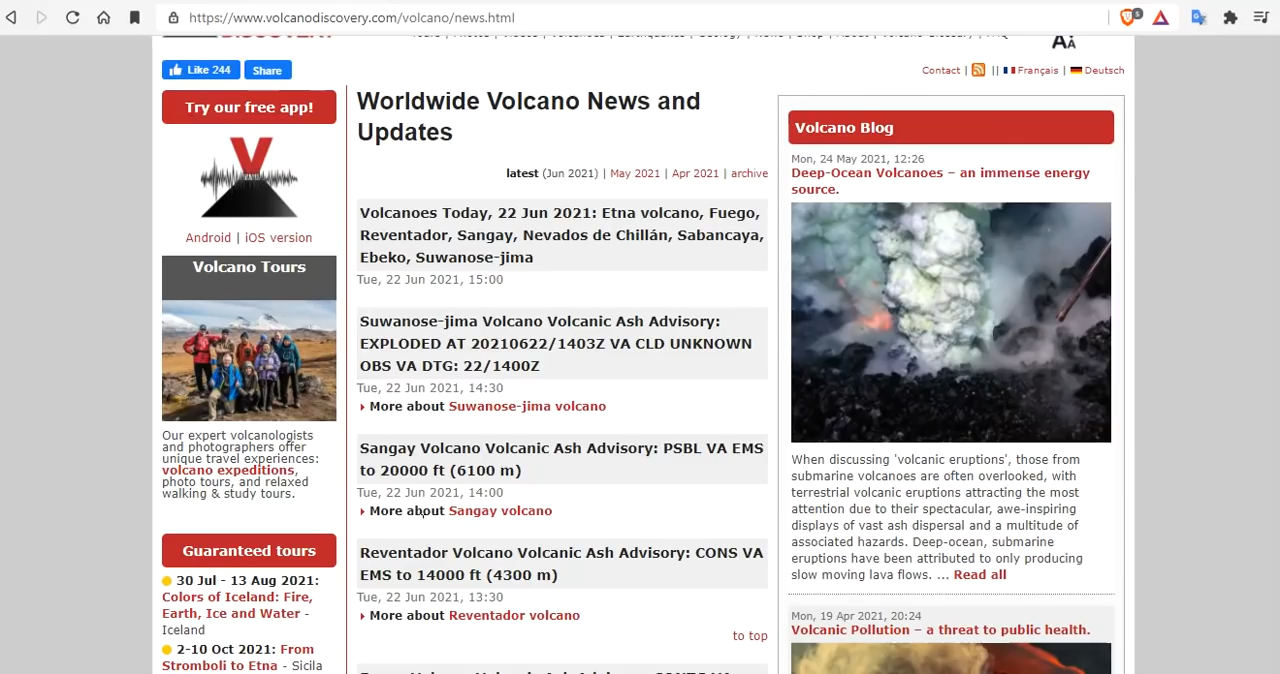 https://www.volcanodiscovery.com/volcano/news.html
5
Like 244
Share
Contact | || Français | Deutsch
Try our free app!
Android | iOS version
Volcano Tours
Our expert volcanologists
and photographers offer
unique travel experiences:
volcano expeditions,
photo tours, and relaxed
walking & study tours.
Guaranteed tours
30 Jul - 13 Aug 2021:
Colors of Iceland: Fire,
Earth, Ice and Water -
Iceland
2-10 Oct 2021: From
Stromboli to Etna - Sicila
Worldwide Volcano News and
Updates
latest (Jun 2021) | May 2021 | Apr 2021 | archive
Volcanoes Today, 22 Jun 2021: Etna volcano, Fuego,
Reventador, Sangay, Nevados de Chillán, Sabancaya,
Ebeko, Suwanose-jima
Tue, 22 Jun 2021, 15:00
Suwanose-jima Volcano Volcanic Ash Advisory:
EXPLODED AT 20210622/1403Z VA CLD UNKNOWN
OBS VA DTG: 22/1400Z
Tue, 22 Jun 2021, 14:30
More about Suwanose-jima volcano
Sangay Volcano Volcanic Ash Advisory: PSBL VA EMS
to 20000 ft (6100 m)
Tue, 22 Jun 2021, 14:00
More about Sangay volcano
Reventador Volcano Volcanic Ash Advisory: CONS VA
EMS to 14000 ft (4300 m)
Tue, 22 Jun 2021, 13:30
More about Reventador volcano
to top
Volcano Blog
Mon, 24 May 2021, 12:26
Deep-Ocean Volcanoes – an immense energy
source.
When discussing 'volcanic eruptions', those from
submarine volcanoes are often overlooked, with
terrestrial volcanic eruptions attracting the most
attention due to their spectacular, awe-inspiring
displays of vast ash dispersal and a multitude of
associated hazards. Deep-ocean, submarine
eruptions have been attributed to only producing
slow moving lava flows. ... Read all
Mon, 19 Apr 2021, 20:24
Volcanic Pollution – a threat to public health.